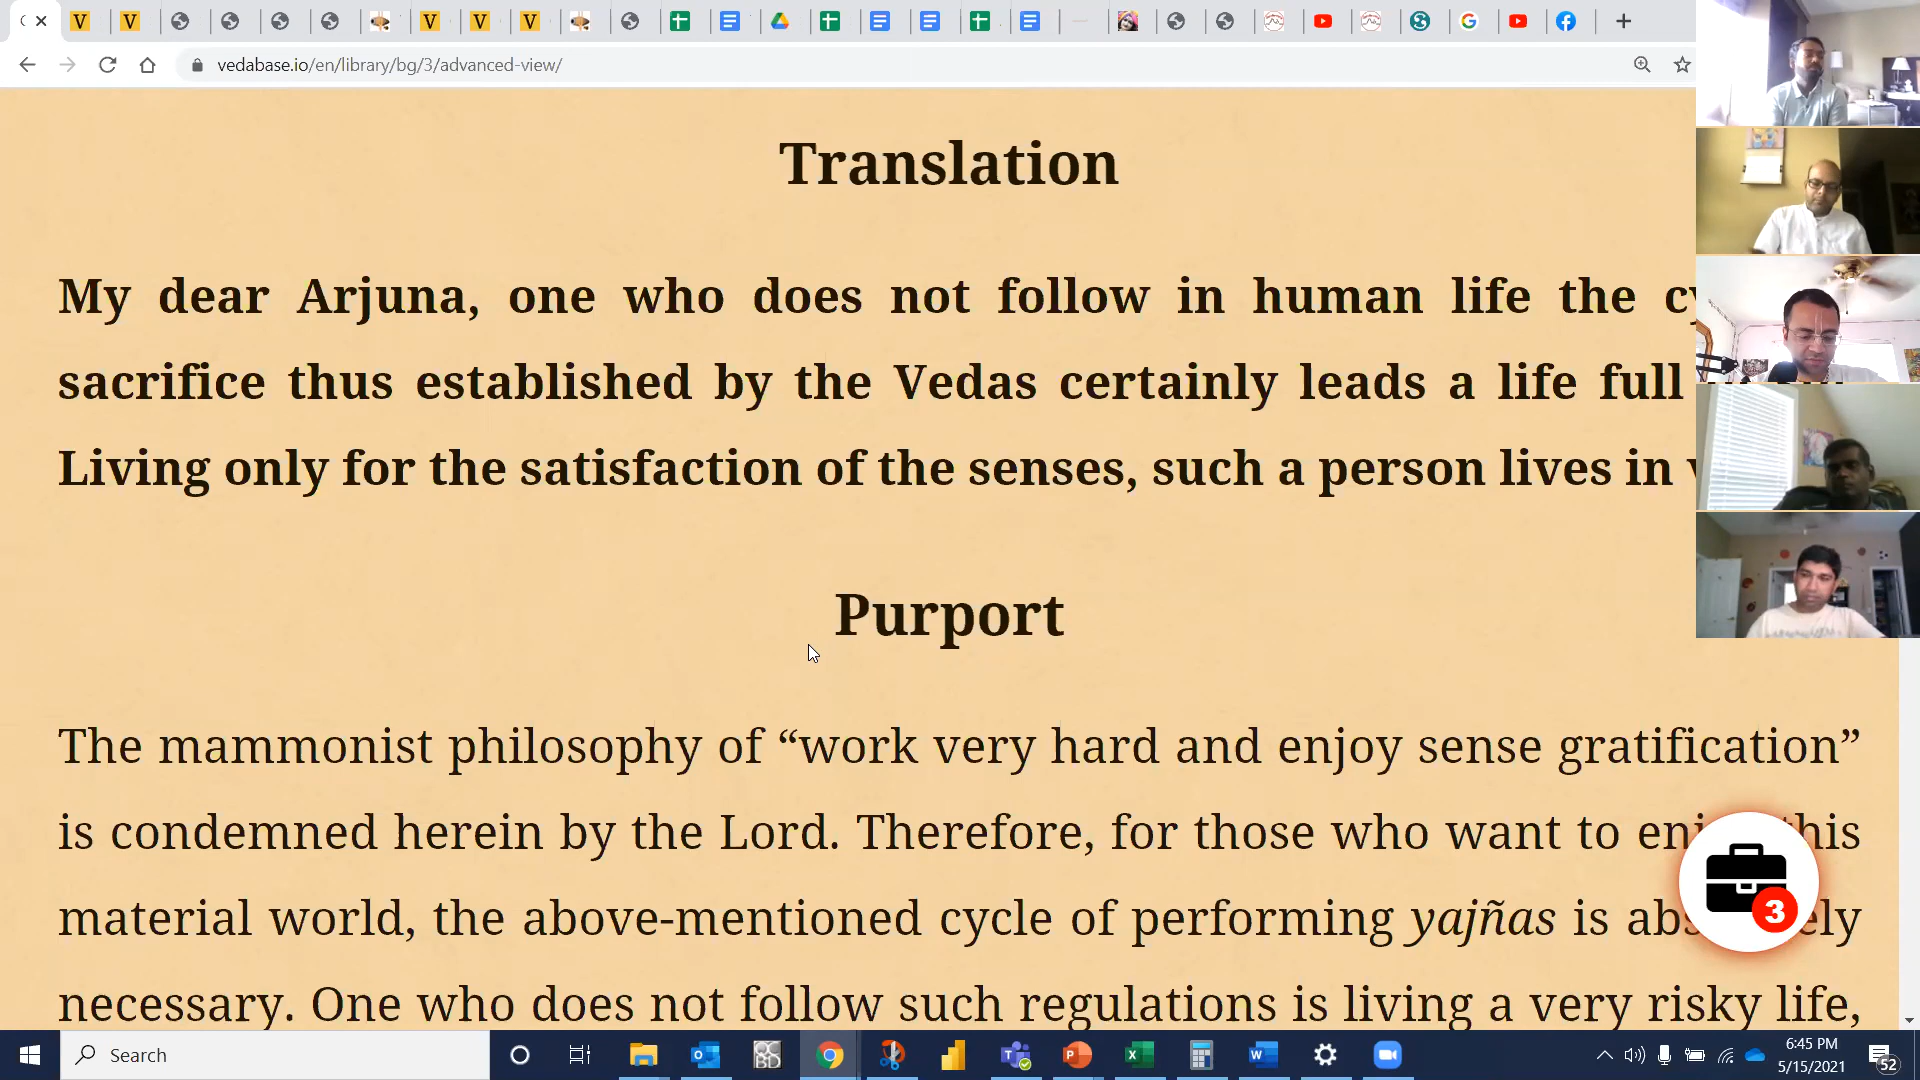 vedabase.io/en/library/bg/3/advanced-view/
Translation
My dear Arjuna, one who does not follow in human life the
sacrifice thus established by the Vedas certainly leads a life full
Living only for the satisfaction of the senses, such a person lives in
Purport
The mammonist philosophy of “work very hard and enjoy sense gratification”
is condemned herein by the Lord. Therefore, for those who want to this
material world, the above-mentioned cycle of performing yajñas is
3
necessary. One who does not follow such regulations is living a very risky life,
Search
6:45 PM
5/15/2021
52